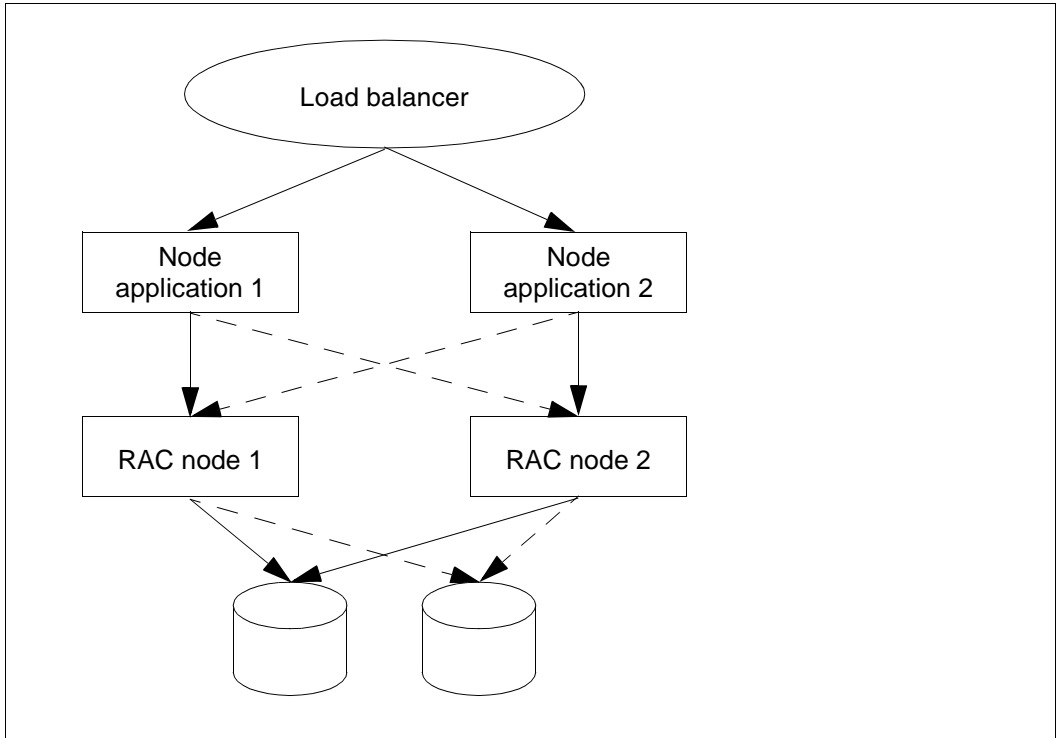 Load balancer
Node
application 1
Node
application 2
RAC node 1
RAC node 2